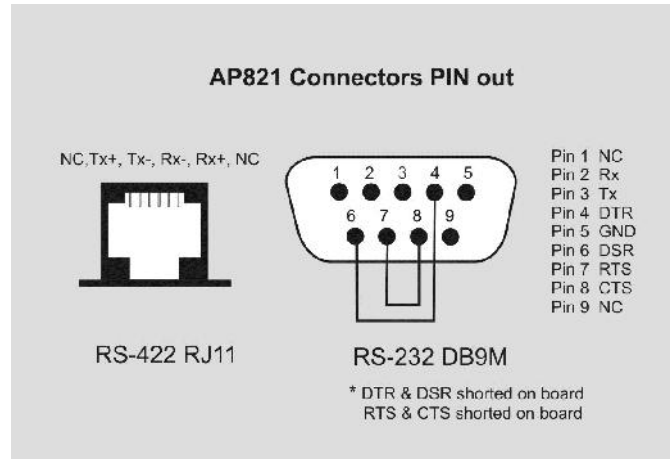 AP821 Connectors PIN out
NC,Tx+, Tx-, Rx-, Rx+, NC
RS-422 RJ11
1 2 3 4 5
6 7 8 9
RS-232 DB9M
* DTR & DSR shorted on board
RTS & CTS shorted on board
Pin 1 NC
Pin 2 Rx
Pin 3 Tx
Pin 4 DTR
Pin 5 GND
Pin 6 DSR
Pin 7 RTS
Pin 8 CTS
Pin 9 NC